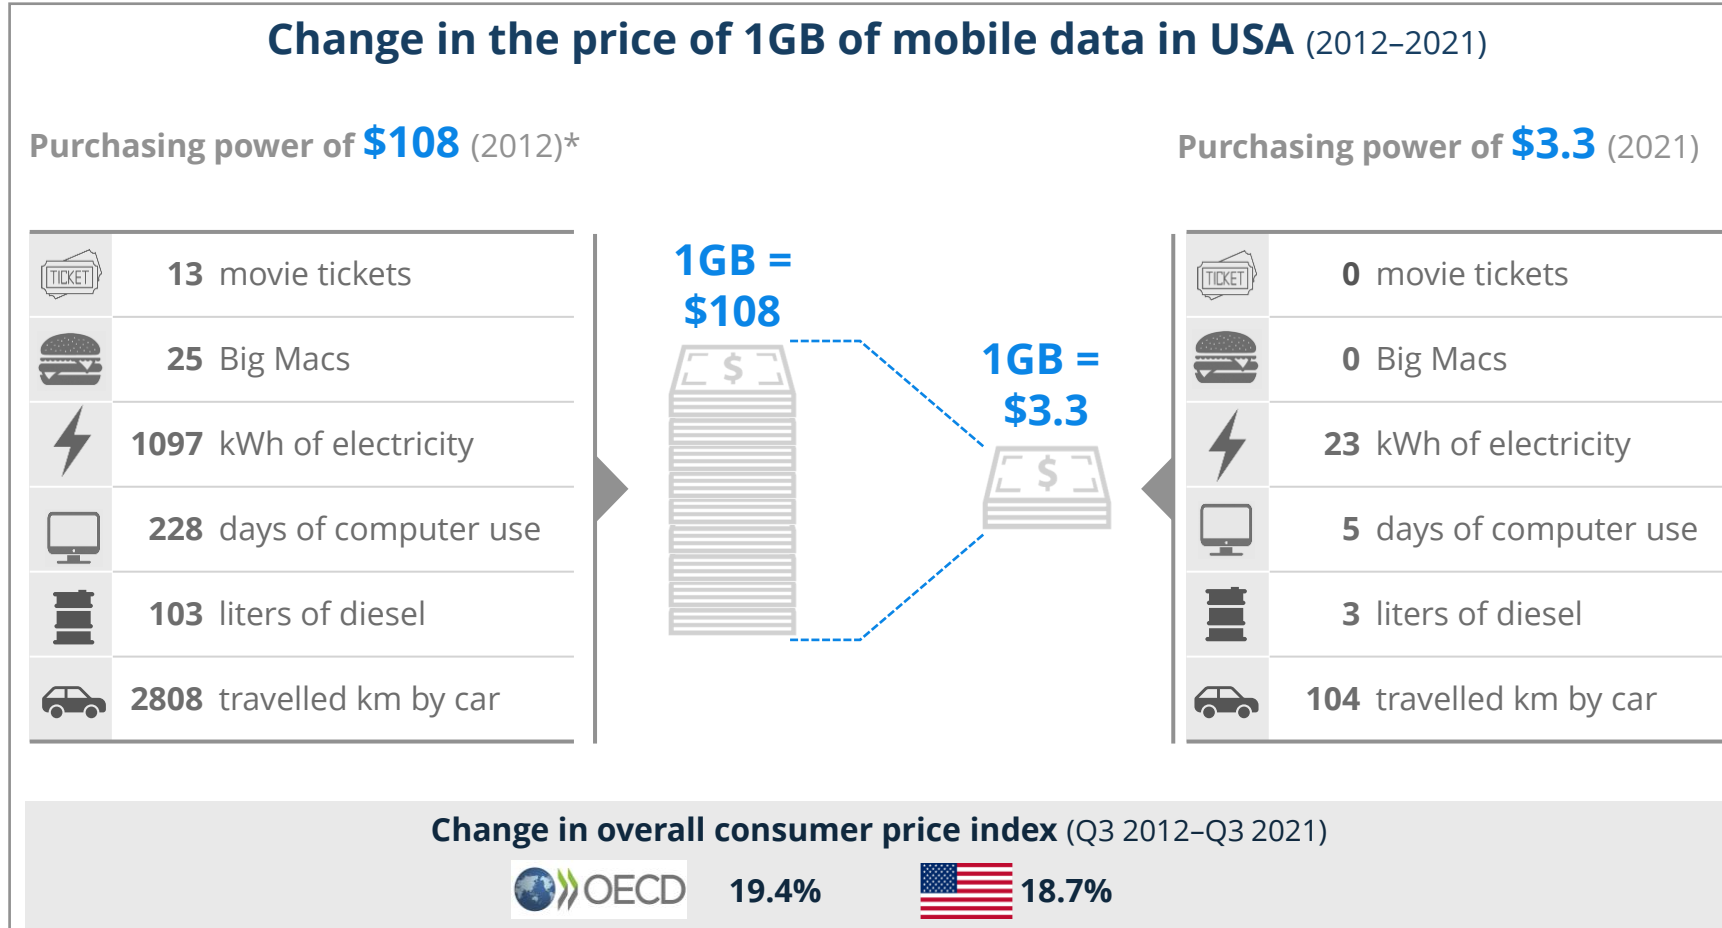 Change in the price of 1GB of mobile data in USA (2012–2021)
Purchasing power of $108 (2012)*
TICKET
13 movie tickets
25 Big Macs
1097 kWh of electricity
228 days of computer use
103 liters of diesel
2808 travelled km by car
1GB =
$108
$
1GB =
$3.3
$
Purchasing power of $3.3 (2021)
TICKET
0 movie tickets
0 Big Macs
23 kWh of electricity
5 days of computer use
3 liters of diesel
104 travelled km by car
Change in overall consumer price index (Q3 2012–Q3 2021)
OECD 19.4% 18.7%